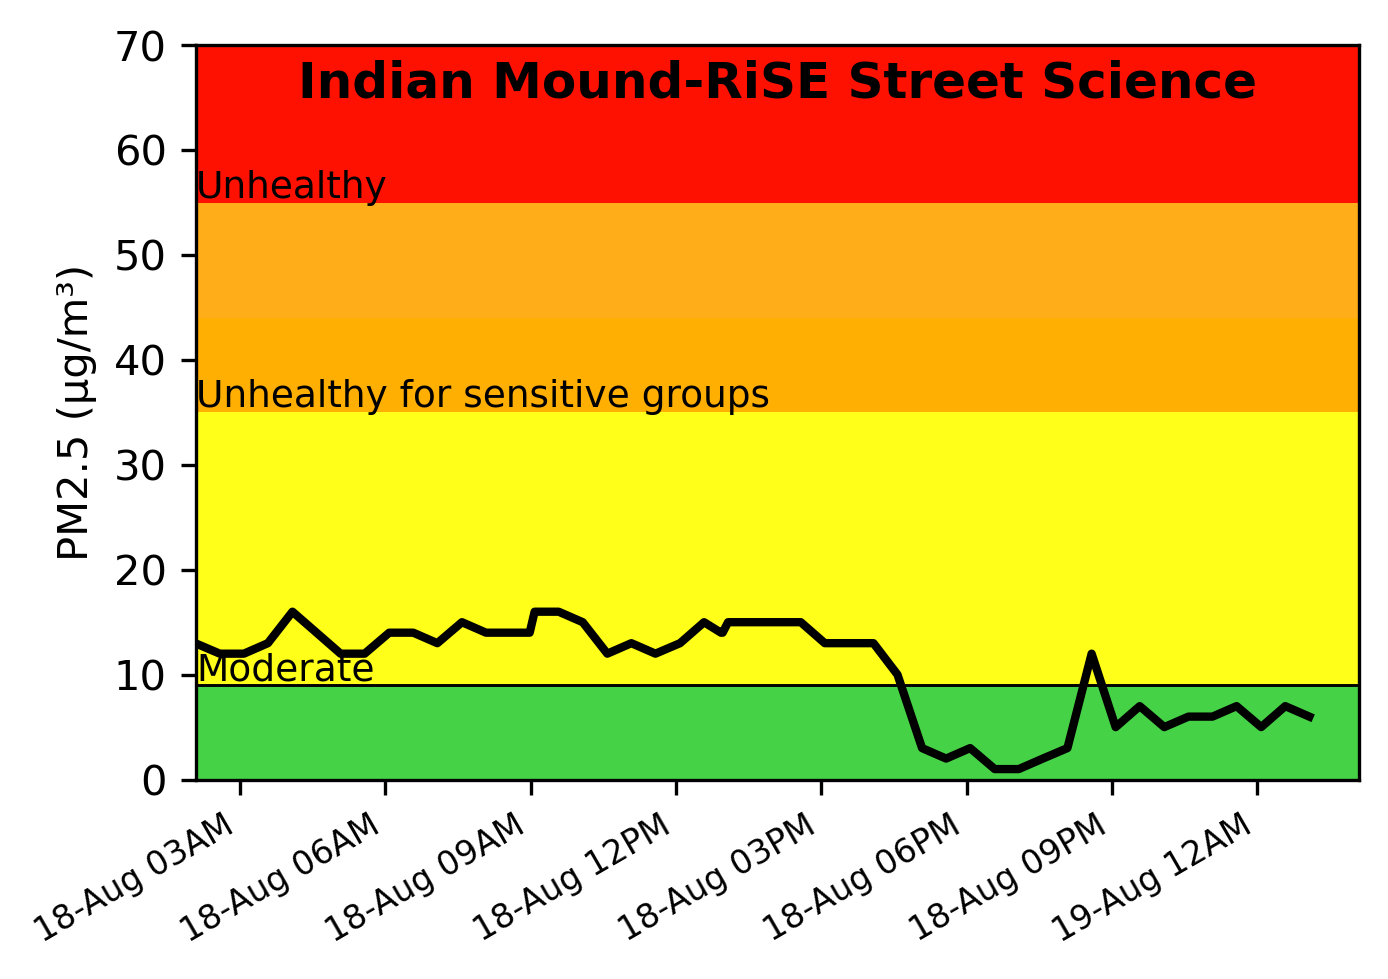 Indian Mound-RiSE Street Science
PM2.5 (µg/m³)
70
60
50
40
30
20
10
0
Unhealthy
Unhealthy for sensitive groups
Moderate
18-Aug 03AM
18-Aug 06AM
18-Aug 09AM
18-Aug 12PM
18-Aug 03PM
18-Aug 06PM
18-Aug 09PM
19-Aug 12AM